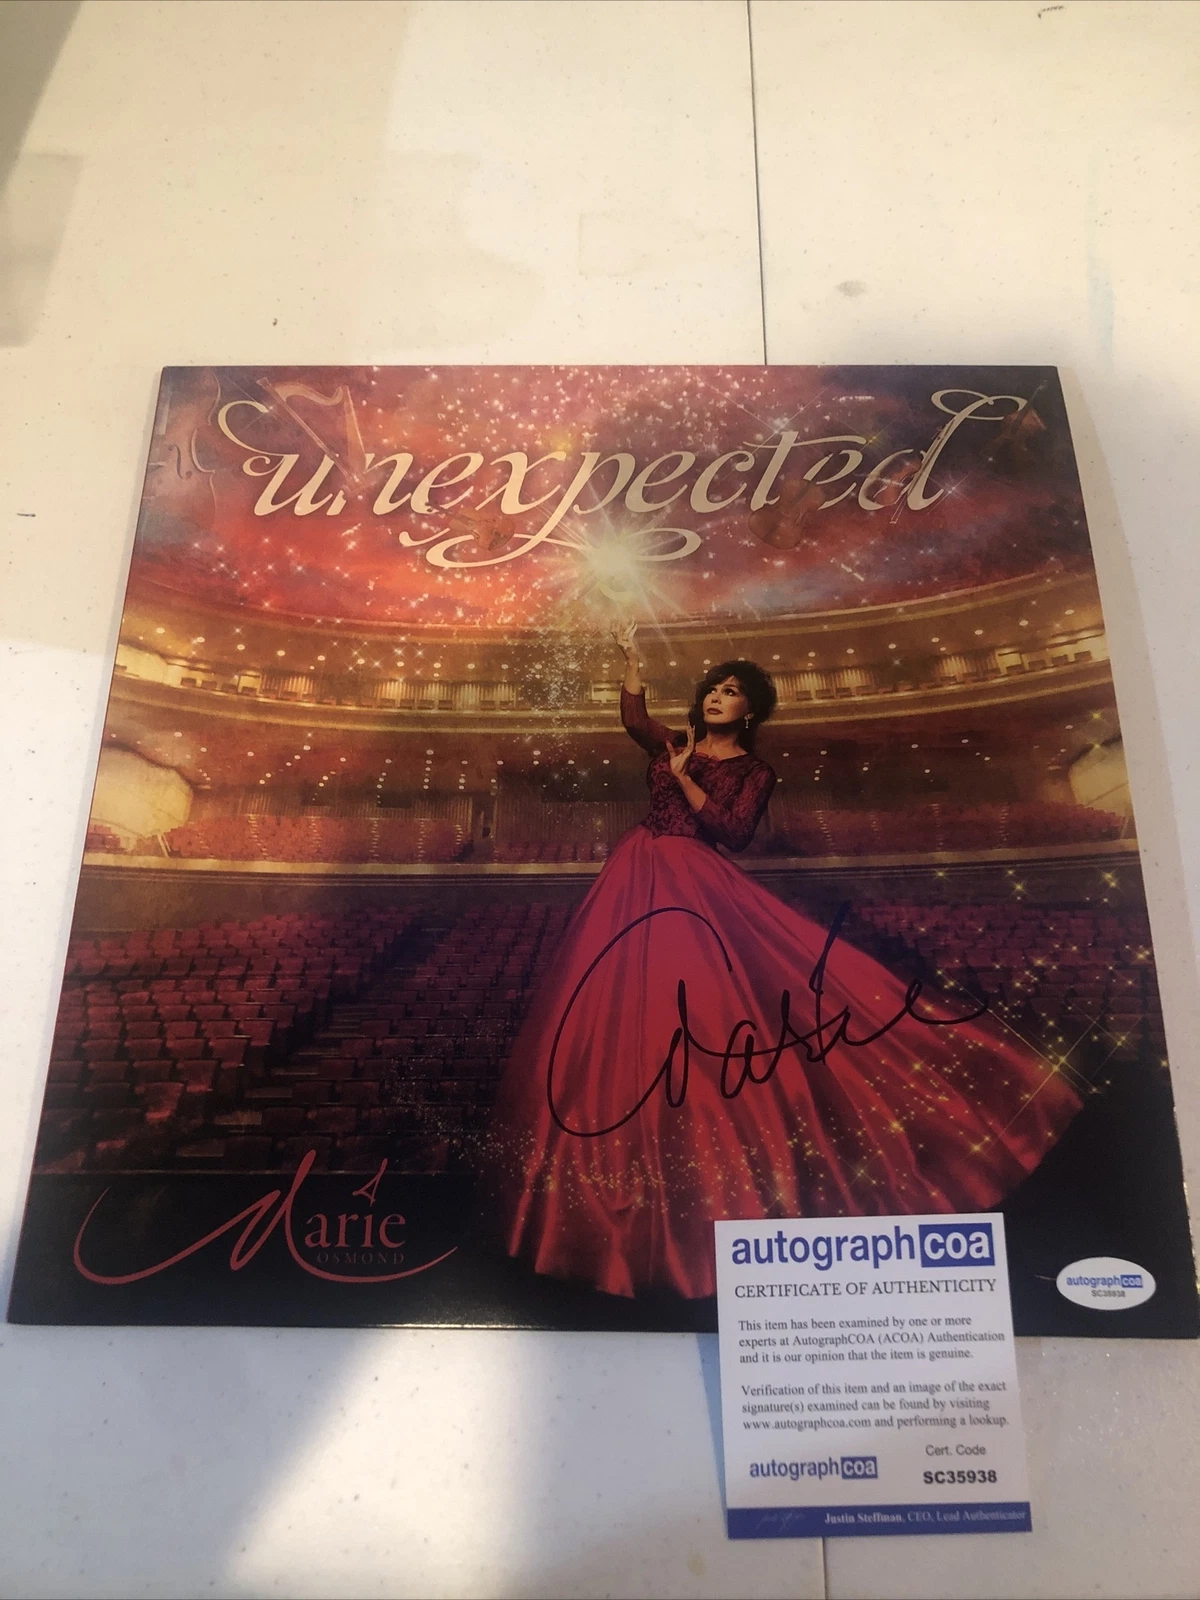 unexpected
Marie
OSMOND
autographcoa
SC35938
autographcoa
CERTIFICATE OF AUTHENTICITY
This item has been examined by one or more
experts at AutographCOA (ACOA) Authentication
and it is our opinion that the item is genuine.
Verification of this item and an image of the exact
signature(s) examined can be found by visiting
www.autographcoa.com and performing a lookup.
Cert. Code
autographcoa
SC35938
Justin Steffman, CEO, Lead Authenticator